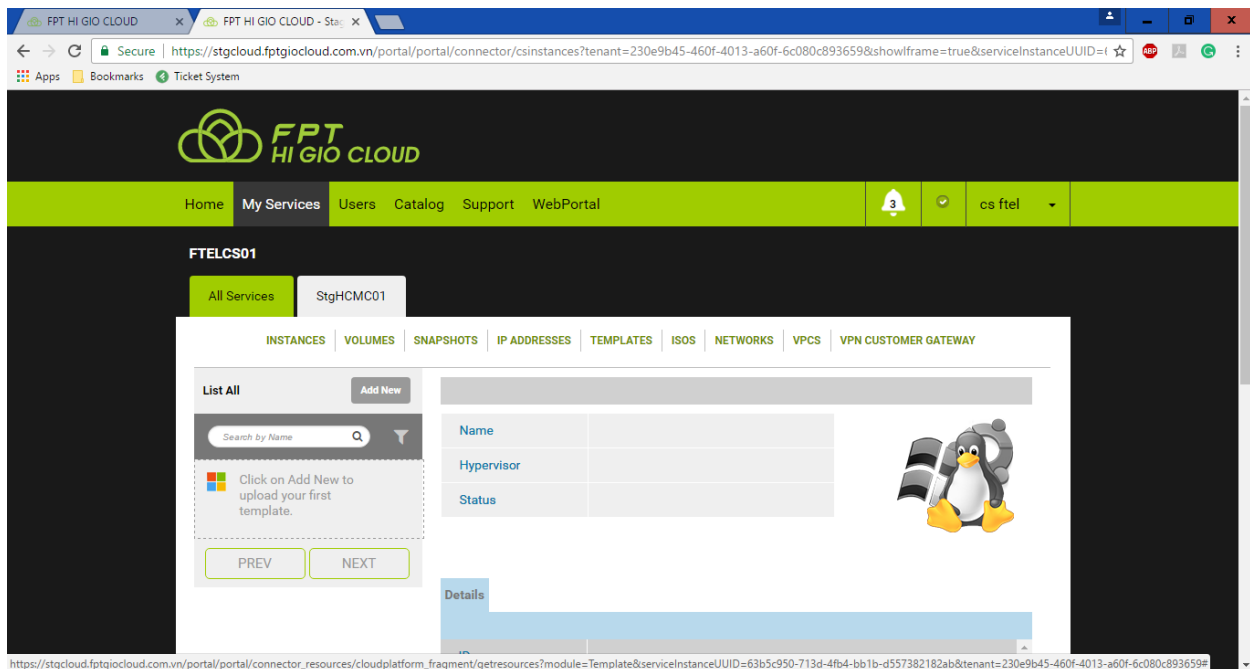 FPT HI GIO CLOUD
FPT HI GIO CLOUD - Sta
Secure
https://stgcloud.fptgiocloud.com.vn/portal/portal/connector/csinstances?tenant=230e9b45-460f-4013-a60f-6c080c893659&showIframe=true&serviceInstanceUUID=6
ABP
G
Apps
Bookmarks
Ticket System
FPT
HI GIO CLOUD
Home
My Services
Users
Catalog
Support
WebPortal
3
cs ftel
FTELCS01
All Services
StgHCMC01
INSTANCES
VOLUMES
SNAPSHOTS
IP ADDRESSES
TEMPLATES
ISOS
NETWORKS
VPCS
VPN CUSTOMER GATEWAY
List All
Add New
Search by Name
Click on Add New to
upload your first
template.
PREV
NEXT
Name
Hypervisor
Status
Details
https://stgcloud.fptgiocloud.com.vn/portal/portal/connector_resources/cloudplatform_fragment/getresources?module=Template&serviceInstanceUUID=63b5c950-713d-4fb4-bb1b-d557382182ab&tenant=230e9b45-460f-4013-a60f-6c080c893659#